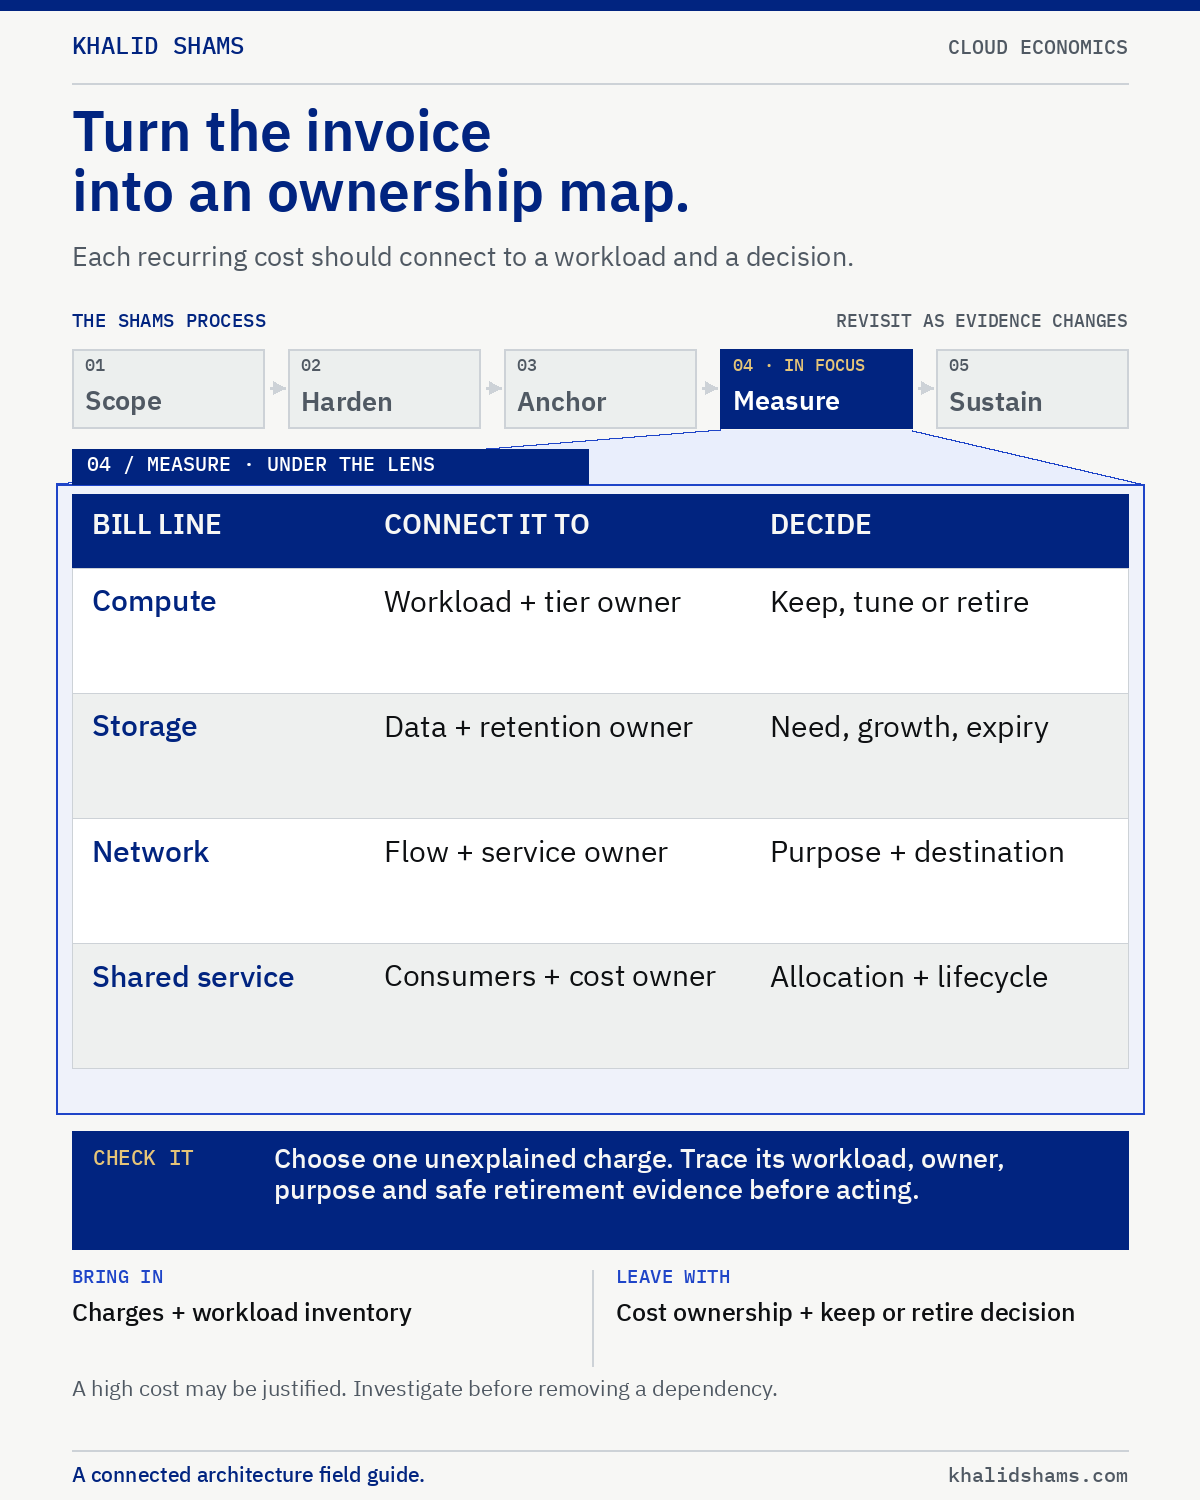 KHALID SHAMS
CLOUD ECONOMICS
Turn the invoice
into an ownership map.
Each recurring cost should connect to a workload and a decision.
THE SHAMS PROCESS
REVISIT AS EVIDENCE CHANGES
01
Scope
02
Harden
03
Anchor
04 · IN FOCUS
Measure
05
Sustain
04 / MEASURE · UNDER THE LENS
BILL LINE CONNECT IT TO DECIDE
Compute Workload + tier owner Keep, tune or retire
Storage Data + retention owner Need, growth, expiry
Network Flow + service owner Purpose + destination
Shared service Consumers + cost owner Allocation + lifecycle
CHECK IT
Choose one unexplained charge. Trace its workload, owner,
purpose and safe retirement evidence before acting.
BRING IN
Charges + workload inventory
LEAVE WITH
Cost ownership + keep or retire decision
A high cost may be justified. Investigate before removing a dependency.
A connected architecture field guide.
khalidshams.com